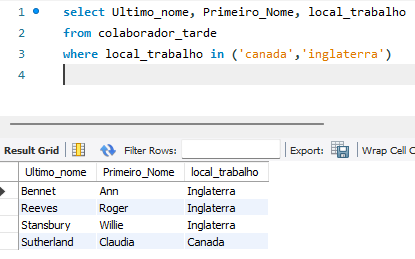 1 select Ultimo_nome, Primeiro_Nome, local_trabalho
2 from colaborador_tarde
3 where local_trabalho in ('canada','inglaterra')
4
Result Grid Filter Rows: Export: Wrap Cell C
Ultimo_nome Primeiro_Nome local_trabalho
Bennet Ann Inglaterra
Reeves Roger Inglaterra
Stansbury Willie Inglaterra
Sutherland Claudia Canada